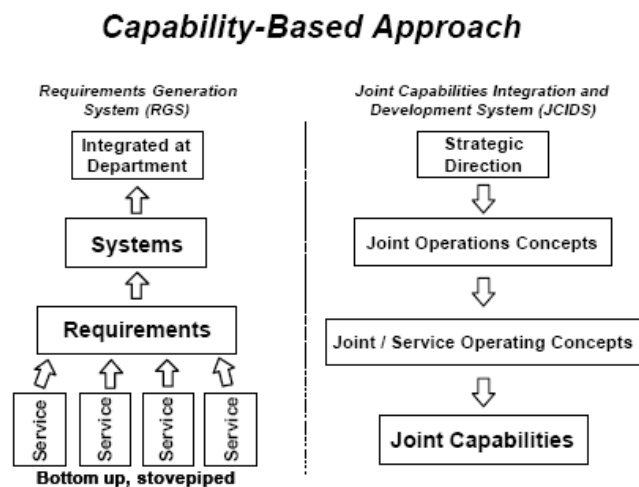 Capability-Based Approach
Requirements Generation
System (RGS)
Integrated at
Department
Systems
Requirements
Service
Service
Service
Service
Bottom up, stovepiped
Joint Capabilities Integration and
Development System (JCIDS)
Strategic
Direction
Joint Operations Concepts
Joint / Service Operating Concepts
Joint Capabilities